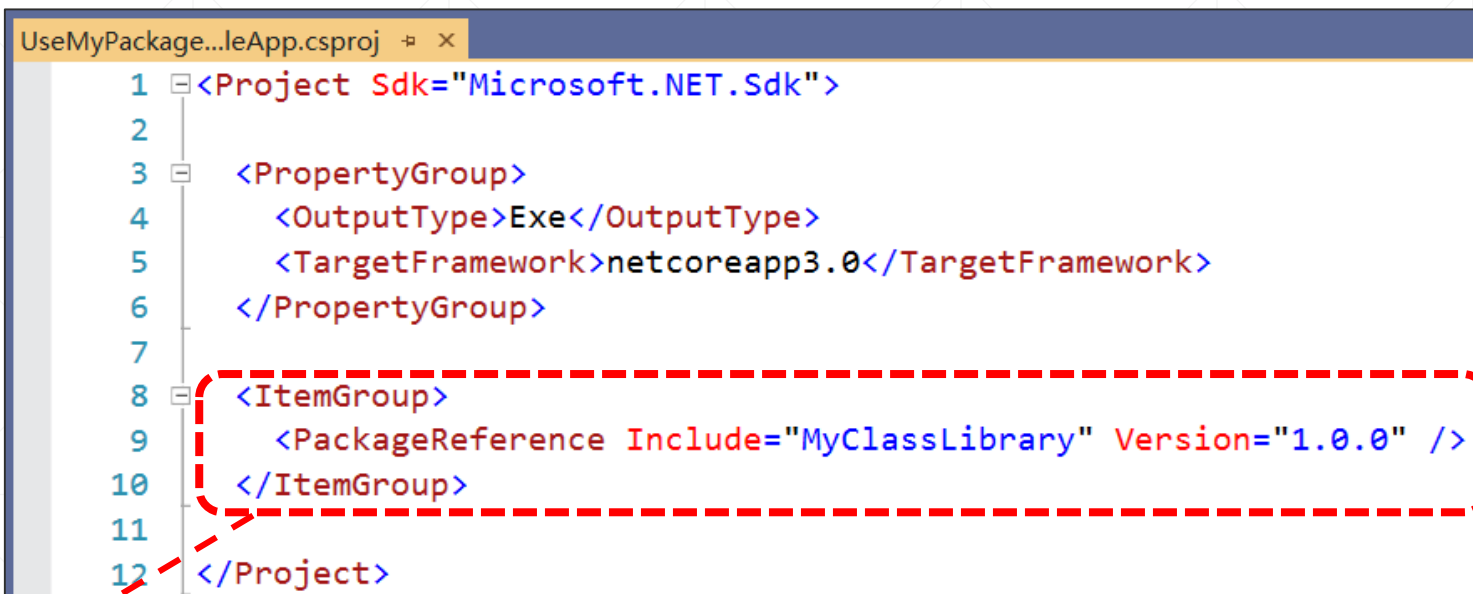 UseMyPackage...leApp.csproj
1 <Project Sdk="Microsoft.NET.Sdk">
2
3 <PropertyGroup>
4 <OutputType>Exe</OutputType>
5 <TargetFramework>netcoreapp3.0</TargetFramework>
6 </PropertyGroup>
7
8 <ItemGroup>
9 <PackageReference Include="MyClassLibrary" Version="1.0.0" />
10 </ItemGroup>
11
12 </Project>